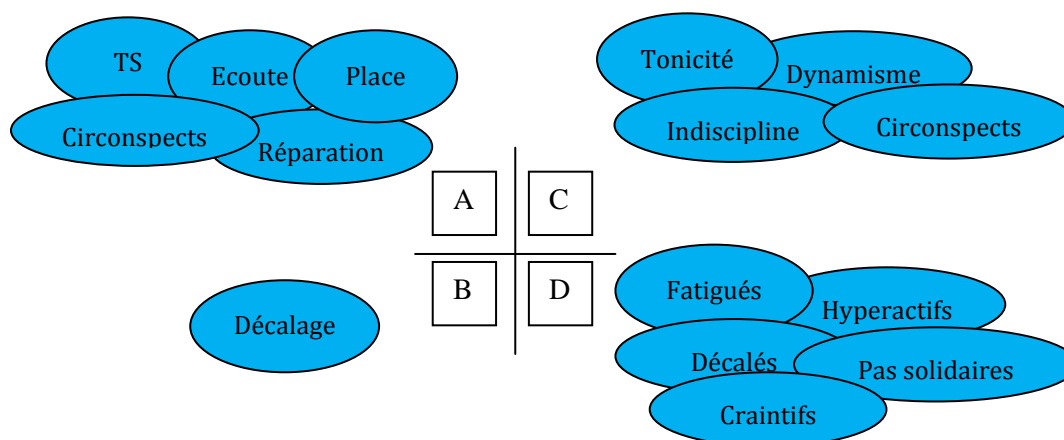 TS
Ecoute
Place
Circonspects
Réparation
Tonicité
Dynamisme
Indiscipline
Circonspects
A
C
B
D
Décalage
Fatigués
Hyperactifs
Décalés
Pas solidaires
Craintifs